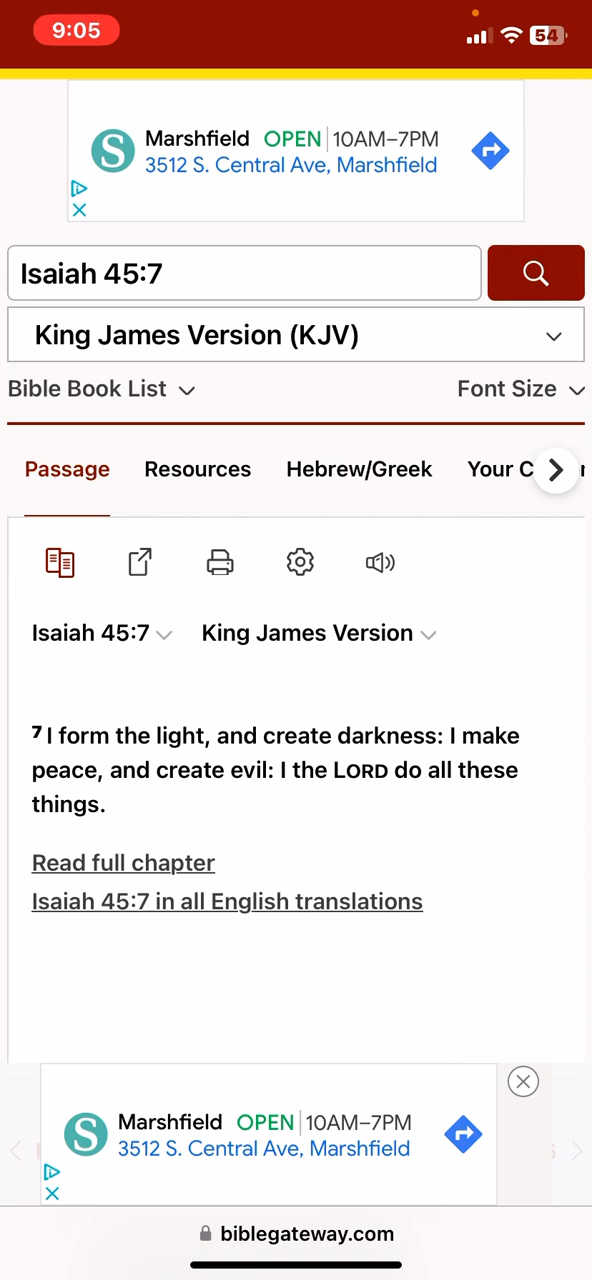 9:05
54
S
Marshfield OPEN | 10AM–7PM
3512 S. Central Ave, Marshfield
Isaiah 45:7
King James Version (KJV)
Bible Book List Font Size
Passage Resources Hebrew/Greek Your C
Isaiah 45:7 King James Version
7 I form the light, and create darkness: I make
peace, and create evil: I the LORD do all these
things.
Read full chapter
Isaiah 45:7 in all English translations
S
Marshfield OPEN | 10AM–7PM
3512 S. Central Ave, Marshfield
biblegateway.com